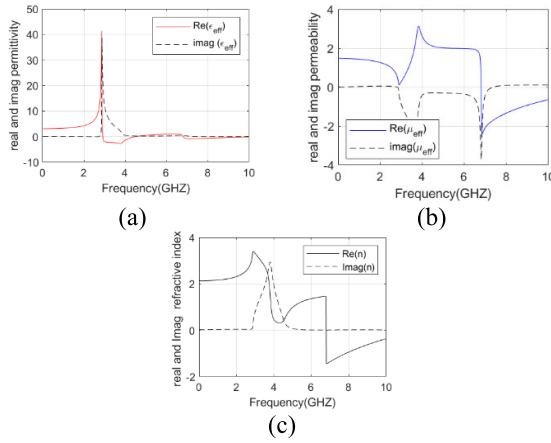 50
40
30
20
10
0
-10
0 2 4 6 8 10
real and imag permittivity
Frequency(GHZ)
Re(ϵeff)
imag (ϵeff)
(a)
4
2
0
-2
-4
0 2 4 6 8 10
real and imag permeability
Frequency(GHZ)
Re(μeff)
imag(μeff)
(b)
4
2
0
-2
0 2 4 6 8 10
real and Imag refractive index
Frequency(GHZ)
Re(n)
Imag(n)
(c)